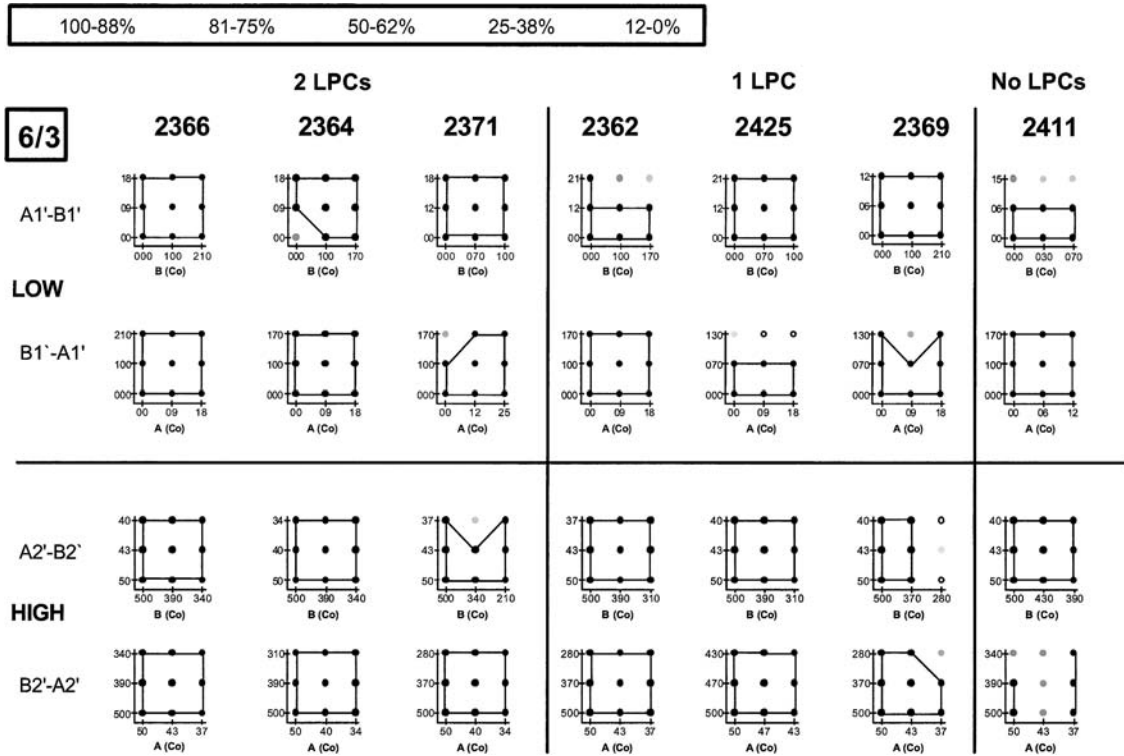 100-88% 81-75% 50-62% 25-38% 12-0%
2 LPCs 1 LPC No LPCs
6/3 2366 2364 2371 2362 2425 2369 2411
A1'-B1'
18 09 00 000 100 210 B (Co)
18 09 00 000 100 170 B (Co)
18 09 00 000 070 100 B (Co)
21 12 00 000 100 170 B (Co)
21 12 00 000 070 100 B (Co)
12 06 00 000 100 210 B (Co)
15 06 00 000 030 070 B (Co)
LOW
B1`-A1'
210 100 000 00 09 18 A (Co)
170 100 000 00 09 18 A (Co)
170 100 000 00 12 25 A (Co)
170 100 000 00 09 18 A (Co)
130 070 000 00 09 18 A (Co)
130 070 000 00 09 18 A (Co)
170 100 000 00 06 12 A (Co)
A2'-B2`
40 43 50 500 390 340 B (Co)
34 40 50 500 390 340 B (Co)
37 43 50 500 340 210 B (Co)
37 43 50 500 390 310 B (Co)
40 43 50 500 390 310 B (Co)
40 43 50 500 370 280 B (Co)
40 43 50 500 430 390 B (Co)
HIGH
B2'-A2'
340 390 500 50 43 37 A (Co)
310 390 500 50 40 34 A (Co)
280 370 500 50 40 34 A (Co)
280 370 500 50 43 37 A (Co)
430 470 500 50 47 43 A (Co)
280 370 500 50 43 37 A (Co)
340 390 500 50 43 37 A (Co)